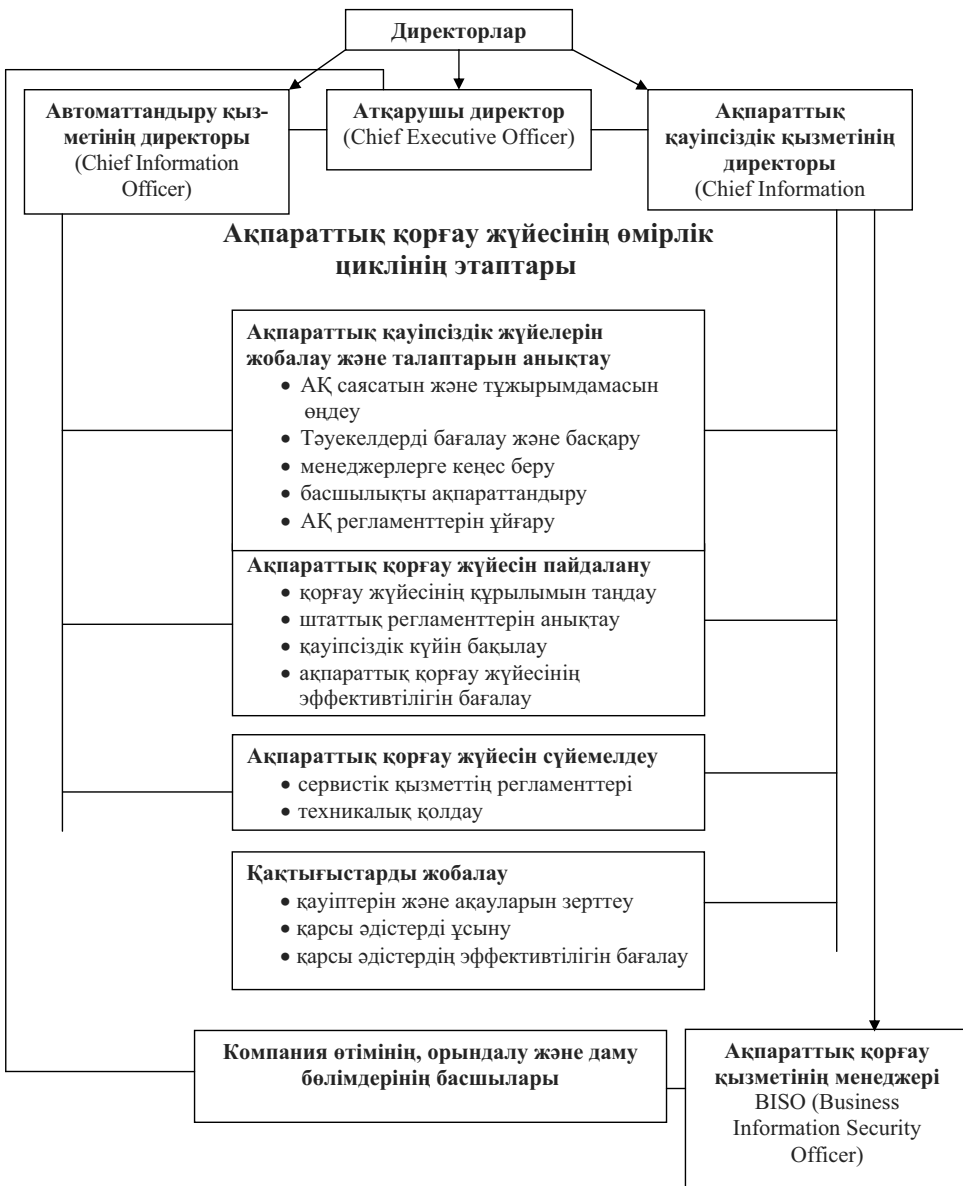 Директорлар
Автоматтандыру қыз-
метінің директоры
(Chief Information
Officer)
Атқарушы директор
(Chief Executive Officer)
Ақпараттық
қауіпсіздік қызметінің
директоры
(Chief Information
Ақпараттық қорғау жүйесінің өмірлік
циклінің этаптары
Ақпараттық қауіпсіздік жүйелерін
жобалау және талаптарын анықтау
• АҚ саясатын және тұжырымдамасын
өңдеу
• Тәуекелдерді бағалау және басқару
• менеджерлерге кеңес беру
• басшылықты ақпараттандыру
• АҚ регламенттерін ұйғару
Ақпараттық қорғау жүйесін пайдалану
• қорғау жүйесінің құрылымын таңдау
• штаттық регламенттерін анықтау
• қауіпсіздік күйін бақылау
• ақпараттық қорғау жүйесінің
эффективтілігін бағалау
Ақпараттық қорғау жүйесін сүйемелдеу
• сервистік қызметтің регламенттері
• техникалық қолдау
Қақтығыстарды жобалау
• қауіптерін және ақауларын зерттеу
• қарсы әдістерді ұсыну
• қарсы әдістердің эффективтілігін бағалау
Компания өтімінің, орындалу және даму
бөлімдерінің басшылары
Ақпараттық қорғау
қызметінің менеджері
BISO (Business
Information Security
Officer)